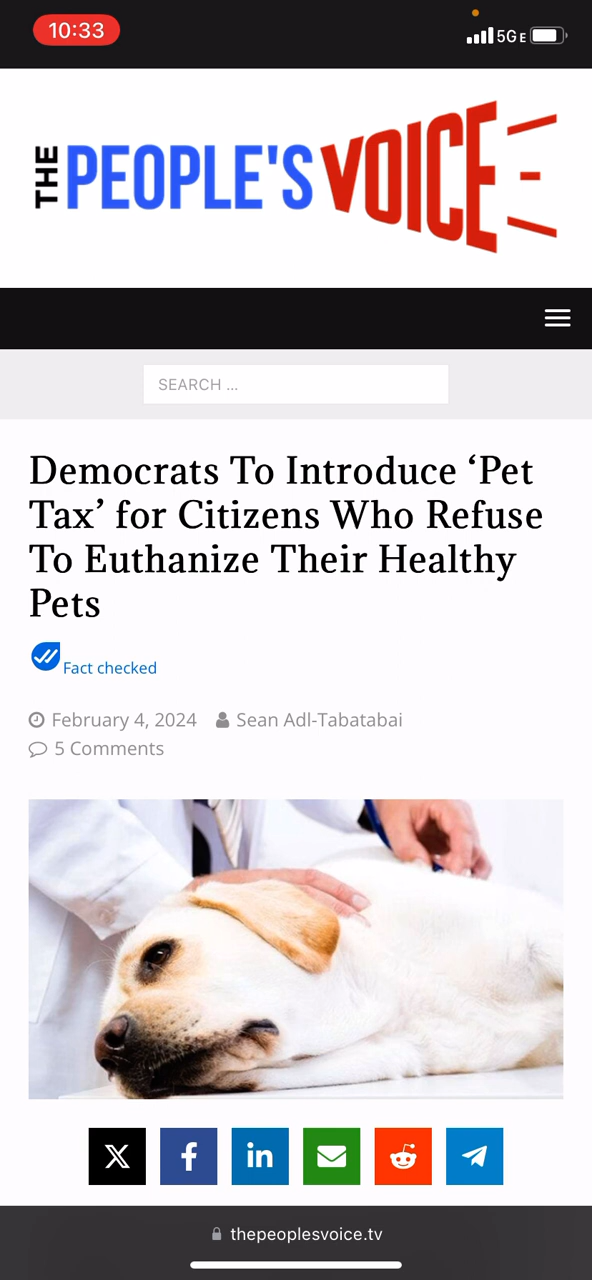 10:33
5G E
THE PEOPLE'S VOICE
SEARCH ...
Democrats To Introduce ‘Pet
Tax’ for Citizens Who Refuse
To Euthanize Their Healthy
Pets
Fact checked
February 4, 2024 Sean Adl-Tabatabai
5 Comments
thepeoplesvoice.tv